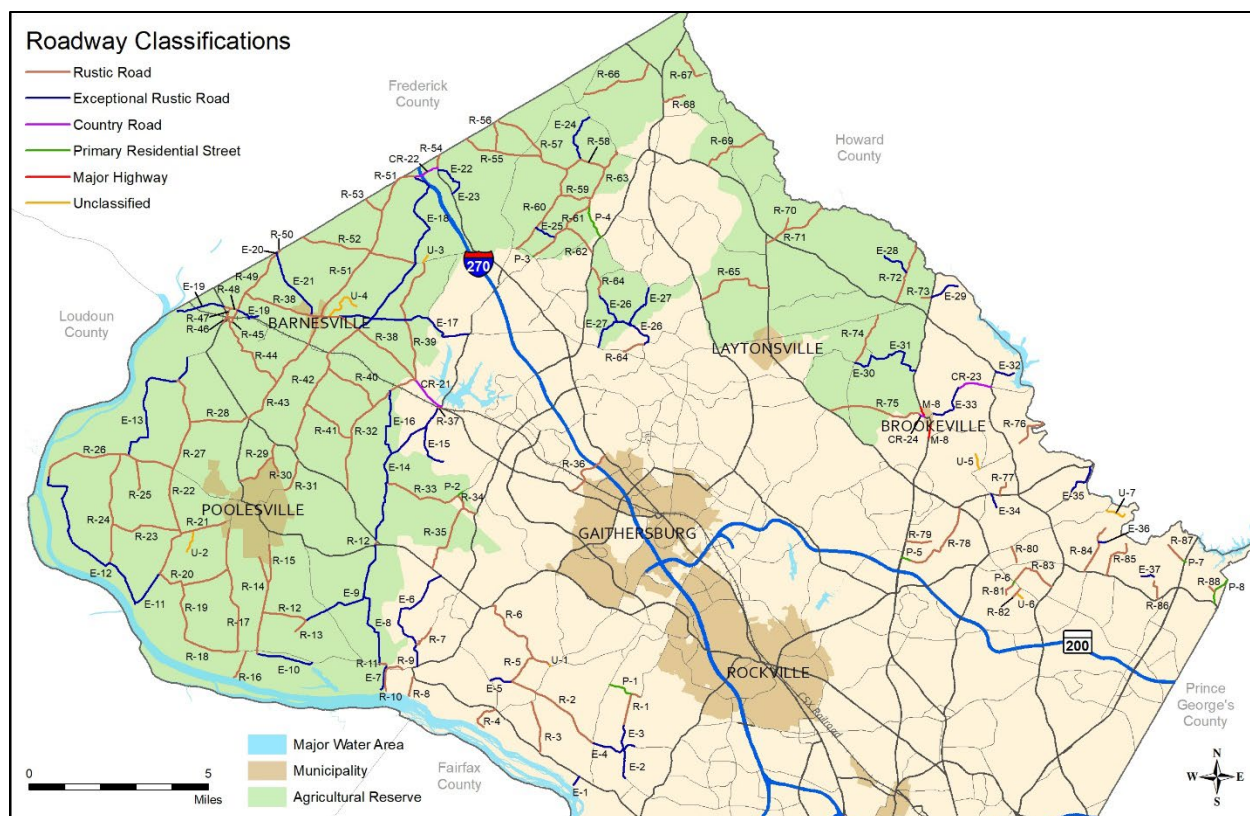 Roadway Classifications
Rustic Road
Exceptional Rustic Road
Country Road
Primary Residential Street
Major Highway
Unclassified
Frederick
County
Howard
County
Loudoun
County
Fairfax
County
Prince
George's
County
R-66
R-67
R-68
R-56
E-24
R-58
R-57
R-55
R-54
CR-22
E-22
R-51
E-23
R-53
E-18
R-63
R-59
R-60
R-61
E-25
P-4
R-62
P-3
R-69
R-70
R-71
R-50
E-20
R-52
U-3
270
E-28
R-72
R-73
E-29
R-65
R-64
E-26
E-27
E-27
E-26
R-64
R-49
E-21
R-51
E-19
R-48
R-38
U-4
R-47
R-46
E-19
BARNESVILLE
R-45
E-17
R-38
R-39
R-44
R-42
R-40
CR-21
R-74
E-31
E-30
LAYTONSVILLE
CR-23
E-32
E-13
R-43
R-28
R-41
R-32
E-16
R-37
E-15
R-75
M-8
E-33
BROOKEVILLE
CR-24
M-8
R-76
R-26
R-27
R-29
R-30
R-31
E-14
R-36
U-5
R-25
R-22
POOLESVILLE
R-33
P-2
R-34
R-77
E-35
E-34
U-7
R-24
R-21
R-23
U-2
R-35
R-12
GAITHERSBURG
R-79
R-78
P-5
R-80
R-83
R-84
E-36
R-85
R-87
P-7
E-12
E-11
R-20
R-15
R-14
R-19
R-12
E-9
R-13
E-8
E-6
P-6
R-81
R-82
U-6
E-37
R-86
R-88
P-8
R-17
R-18
R-16
E-10
R-11
E-7
R-9
R-7
R-10
R-8
R-6
R-5
U-1
E-5
R-2
R-4
R-3
P-1
R-1
E-3
E-4
E-2
E-1
ROCKVILLE
CSX Railroad
200
Major Water Area
Municipality
Agricultural Reserve
0 5
Miles
N
W E
S